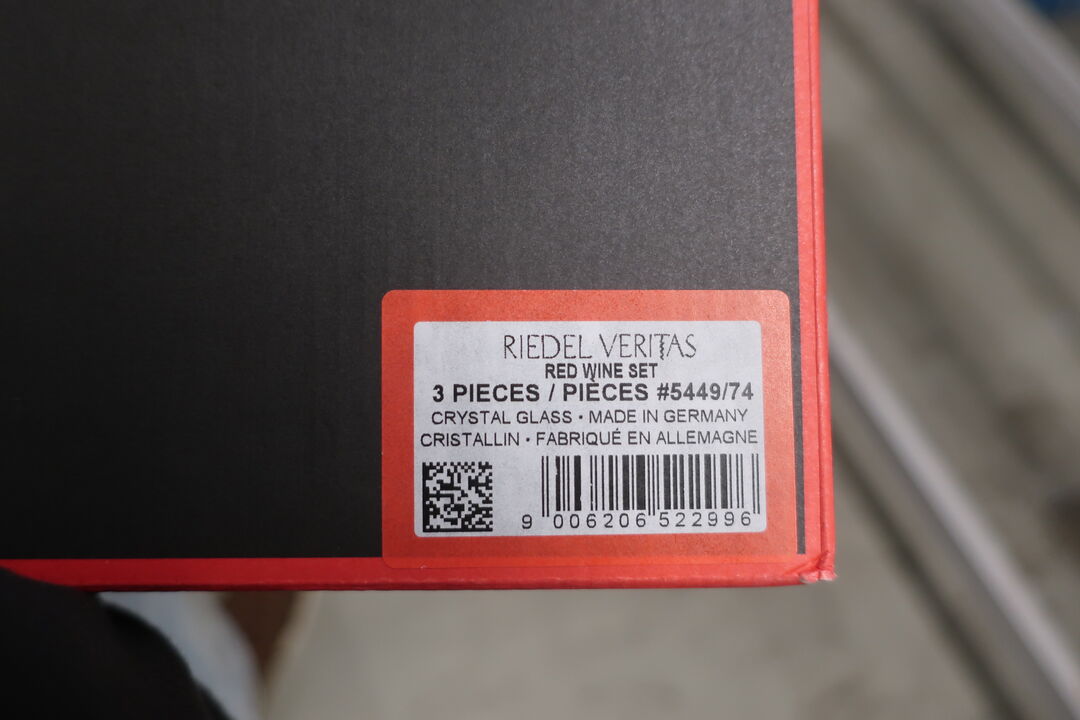 RIEDEL VERITAS
RED WINE SET
3 PIECES / PIÈCES #5449/74
CRYSTAL GLASS • MADE IN GERMANY
CRISTALLIN • FABRIQUÉ EN ALLEMAGNE
9 006206 522996